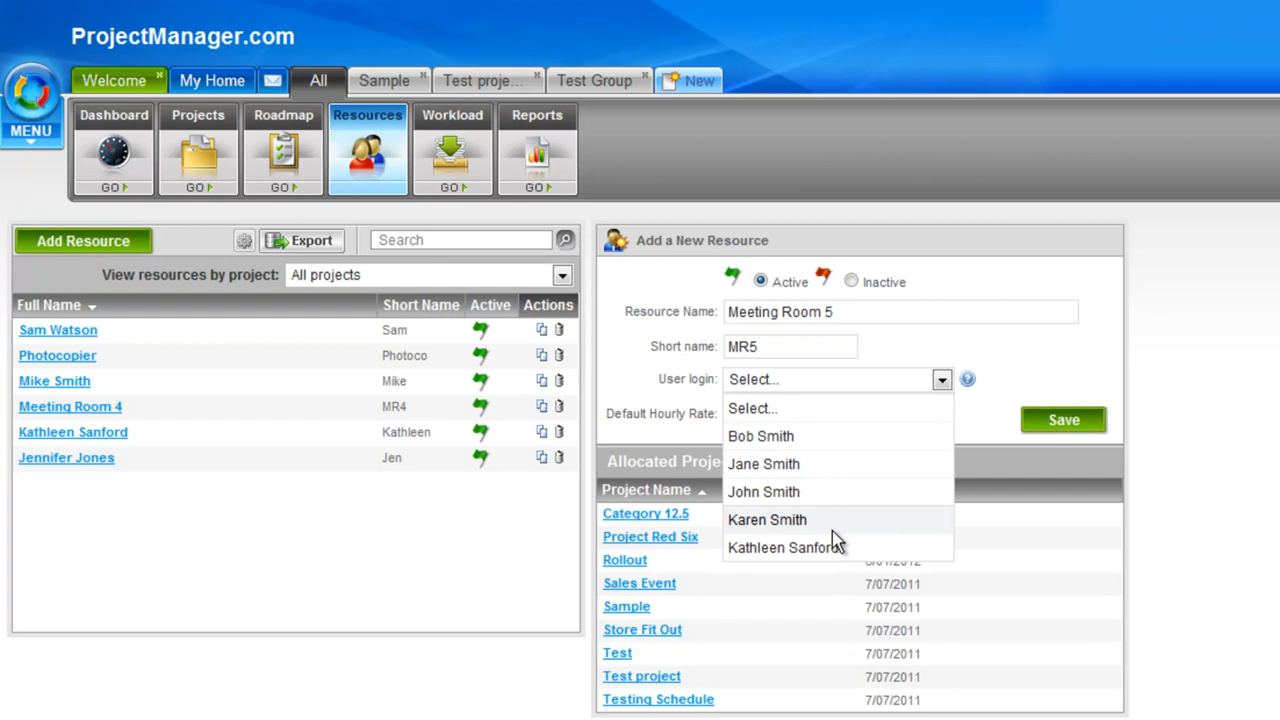 ProjectManager.com
MENU
Welcome
My Home
All
Sample
Test proje...
Test Group
New
Dashboard
Projects
Roadmap
Resources
Workload
Reports
GO
GO
GO
GO
GO
Add Resource
Export
Search
View resources by project: All projects
Full Name Short Name Active Actions
Sam Watson Sam
Photocopier Photoco
Mike Smith Mike
Meeting Room 4 MR4
Kathleen Sanford Kathleen
Jennifer Jones Jen
Add a New Resource
Active Inactive
Resource Name: Meeting Room 5
Short name: MR5
User login: Select...
Default Hourly Rate:
Select...
Bob Smith
Jane Smith
John Smith
Karen Smith
Kathleen Sanford
Save
Allocated Proje
Project Name
Category 12.5
Project Red Six
Rollout
Sales Event 7/07/2011
Sample 7/07/2011
Store Fit Out 7/07/2011
Test 7/07/2011
Test project 7/07/2011
Testing Schedule 7/07/2011